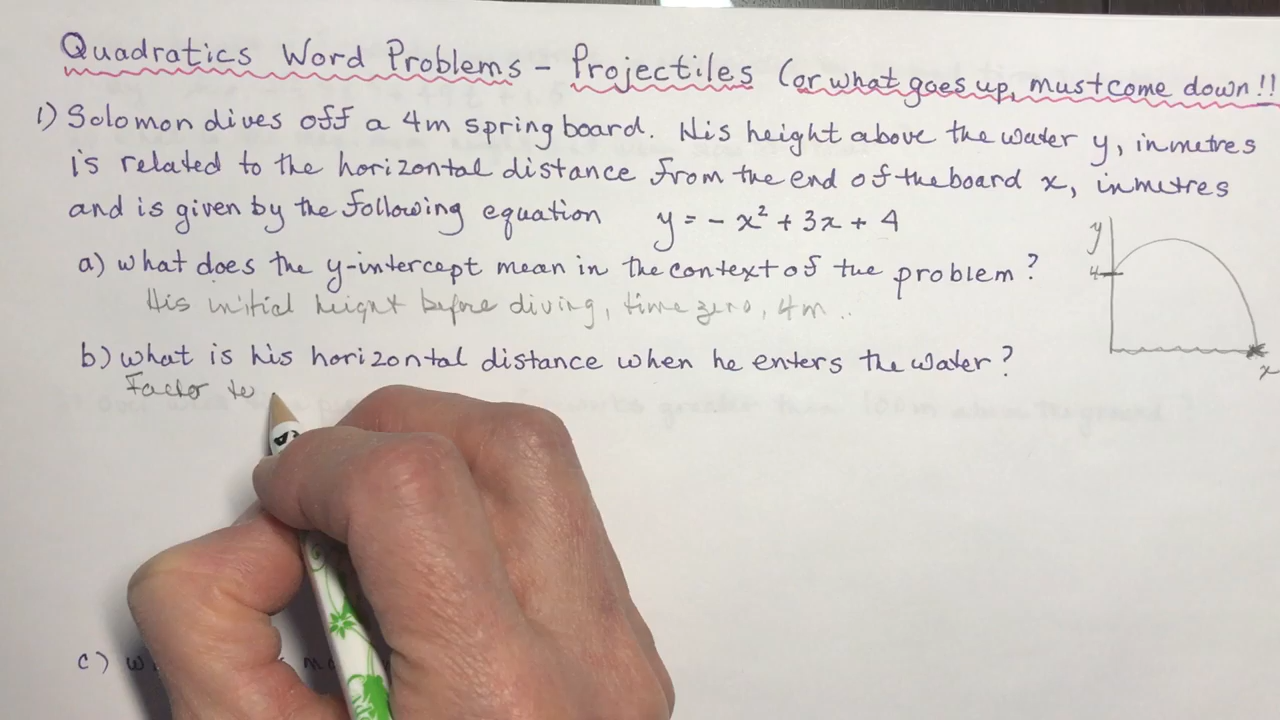 Quadratics Word Problems - Projectiles (or what goes up, must come down!!
1) Solomon dives off a 4m springboard. His height above the water y, in metres
is related to the horizontal distance from the end of the board x, in metres
and is given by the following equation y = - x² + 3x + 4
a) what does the y-intercept mean in the context of the problem?
His initial height before diving, time zero, 4m..
y
4
x
b) what is his horizontal distance when he enters the water?
Factor to
c)